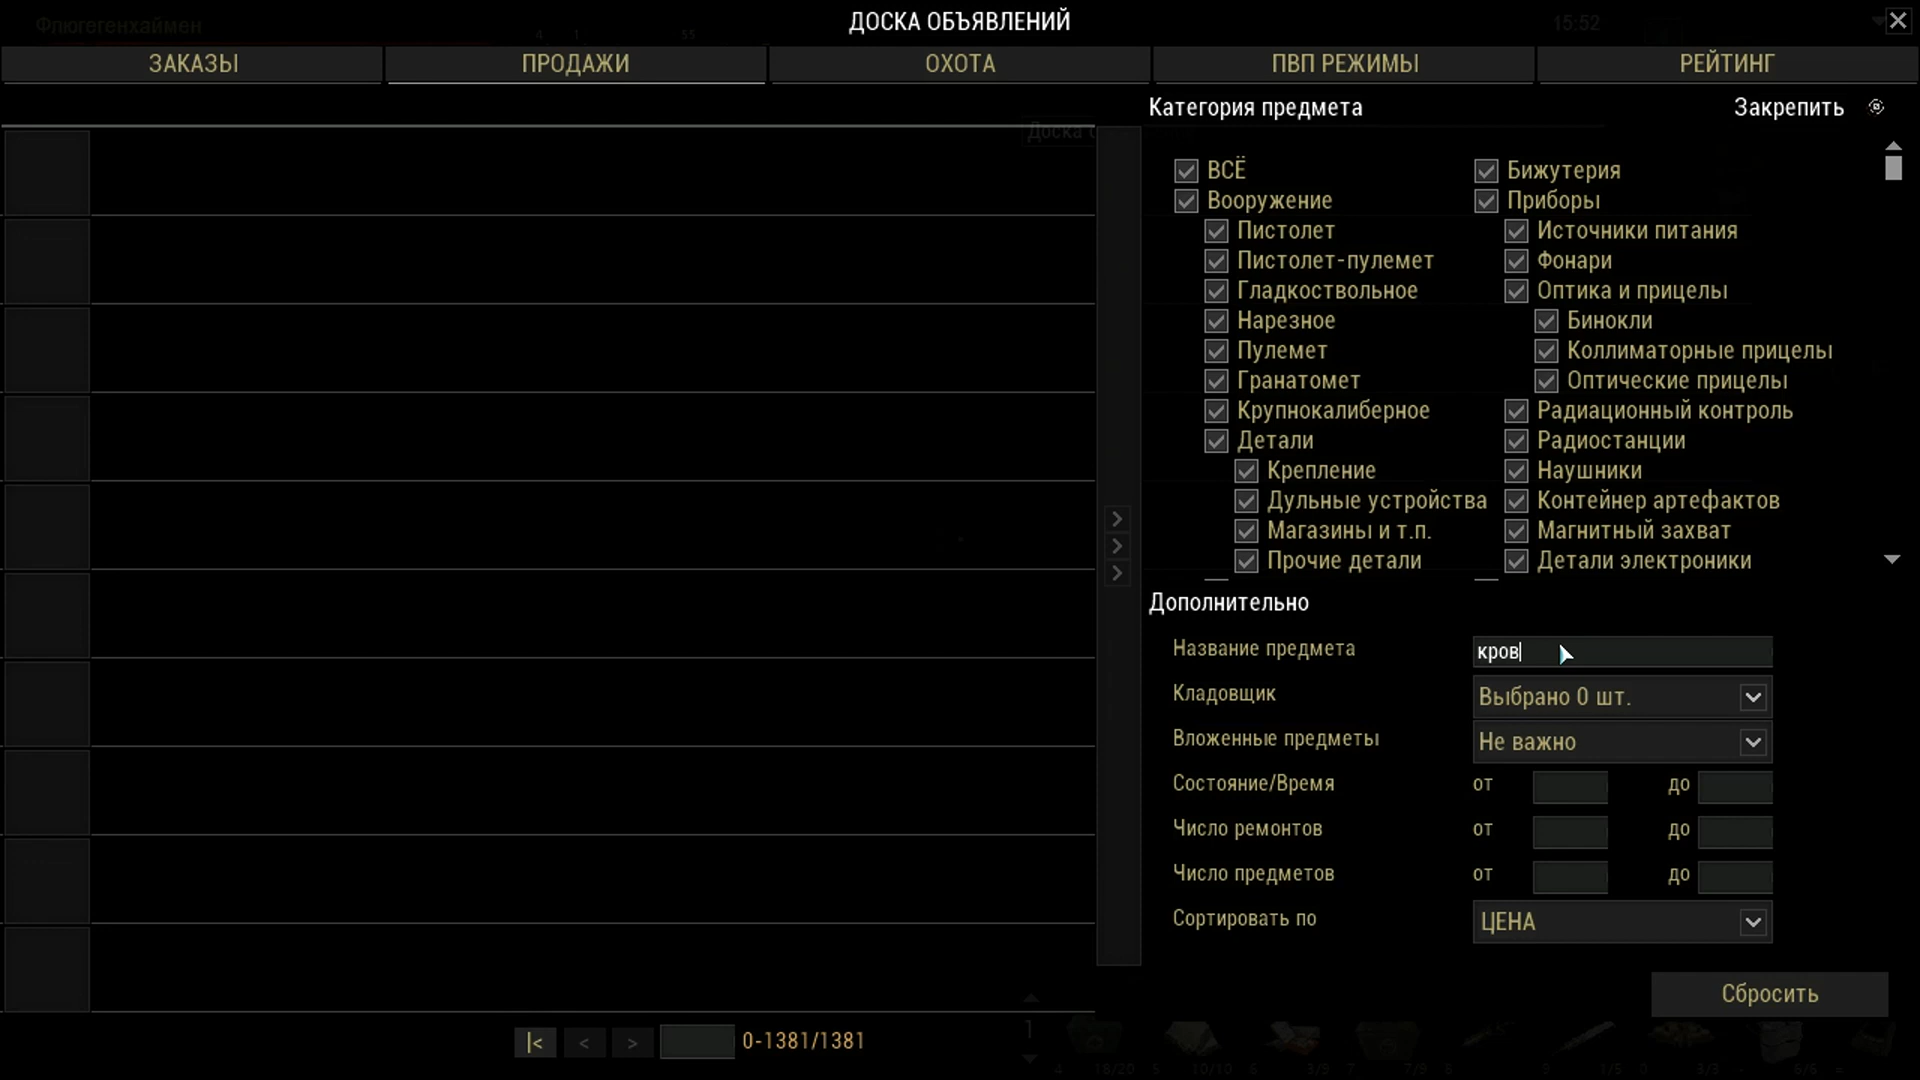 Флюгегенхаймен
ДОСКА ОБЪЯВЛЕНИЙ
15:52
ЗАКАЗЫ
ПРОДАЖИ
ОХОТА
ПВП РЕЖИМЫ
РЕЙТИНГ
Категория предмета
Закрепить
ВСЁ
Вооружение
Пистолет
Пистолет-пулемет
Гладкоствольное
Нарезное
Пулемет
Гранатомет
Крупнокалиберное
Детали
Крепление
Дульные устройства
Магазины и т.п.
Прочие детали
Бижутерия
Приборы
Источники питания
Фонари
Оптика и прицелы
Бинокли
Коллиматорные прицелы
Оптические прицелы
Радиационный контроль
Радиостанции
Наушники
Контейнер артефактов
Магнитный захват
Детали электроники
Дополнительно
Название предмета кров
Кладовщик Выбрано 0 шт.
Вложенные предметы Не важно
Состояние/Время от до
Число ремонтов от до
Число предметов от до
Сортировать по ЦЕНА
Сбросить
|< < > 0-1381/1381